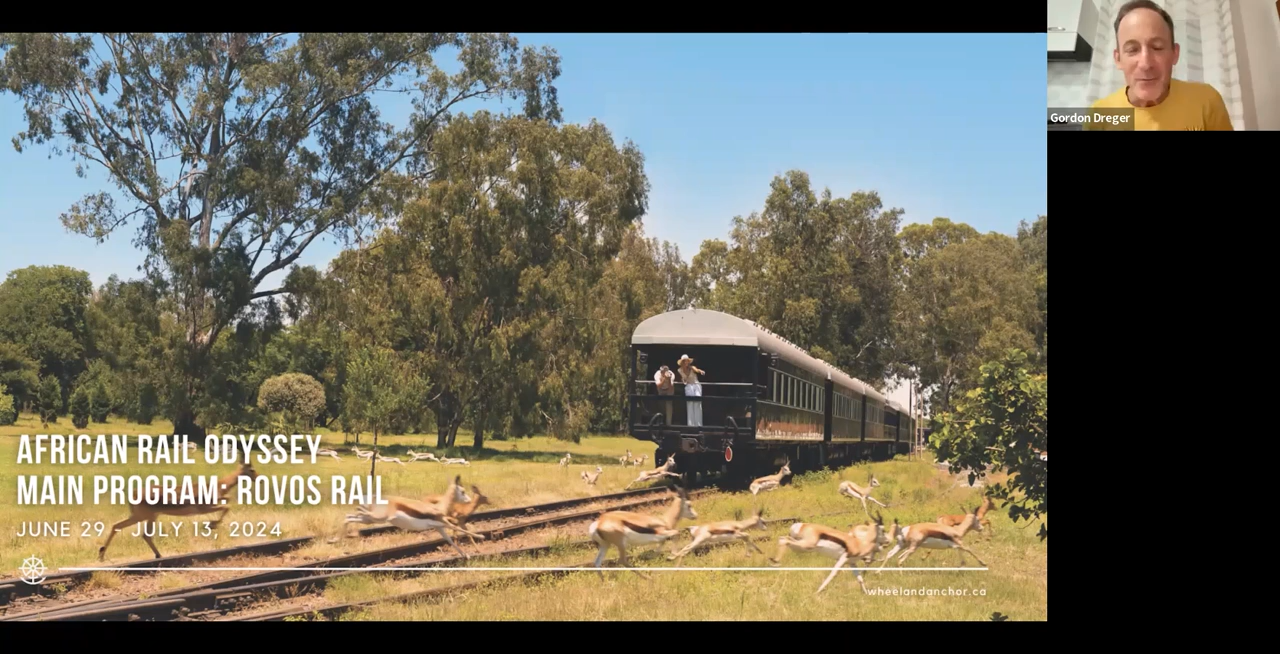 Gordon Dreger
AFRICAN RAIL ODYSSEY
MAIN PROGRAM: ROVOS RAIL
JUNE 29 - JULY 13, 2024
wheelandanchor.ca